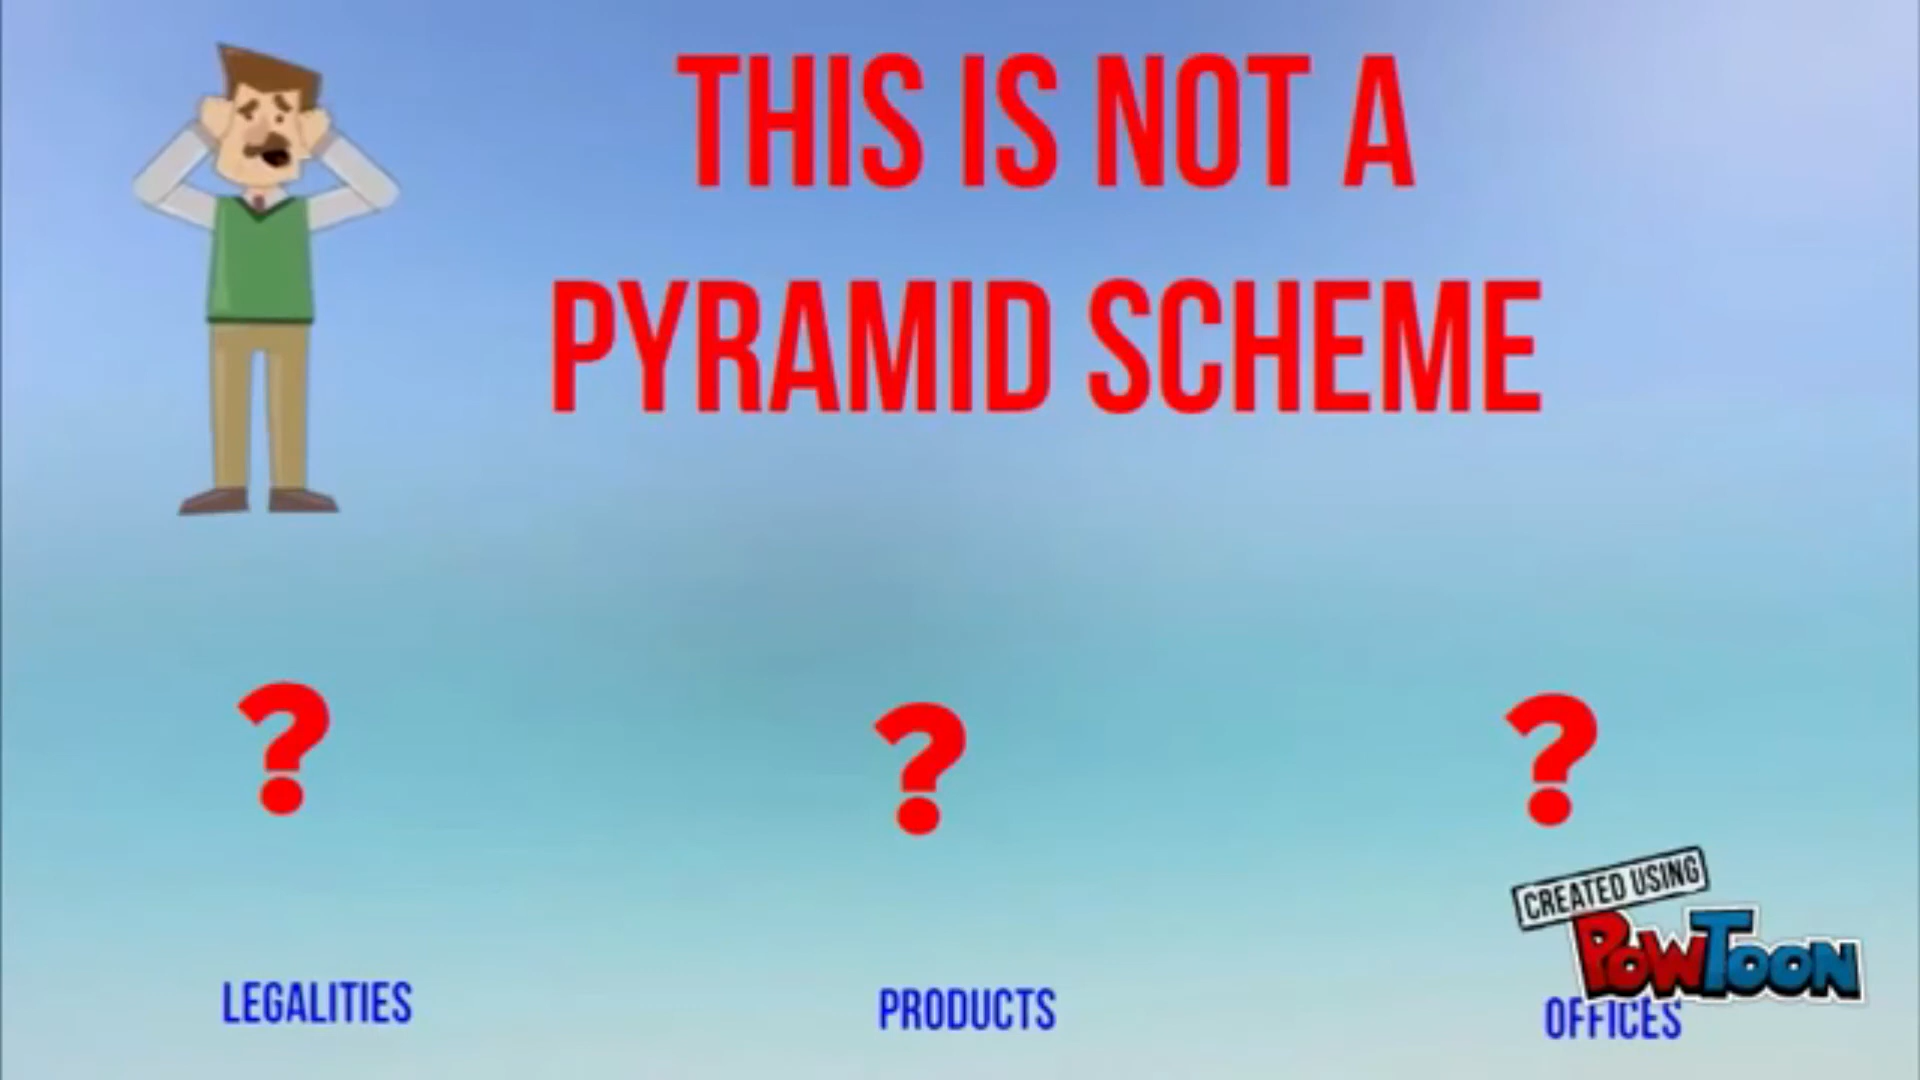 THIS IS NOT A
PYRAMID SCHEME
?
?
?
CREATED USING
POWTOON
LEGALITIES
PRODUCTS
OFFICES